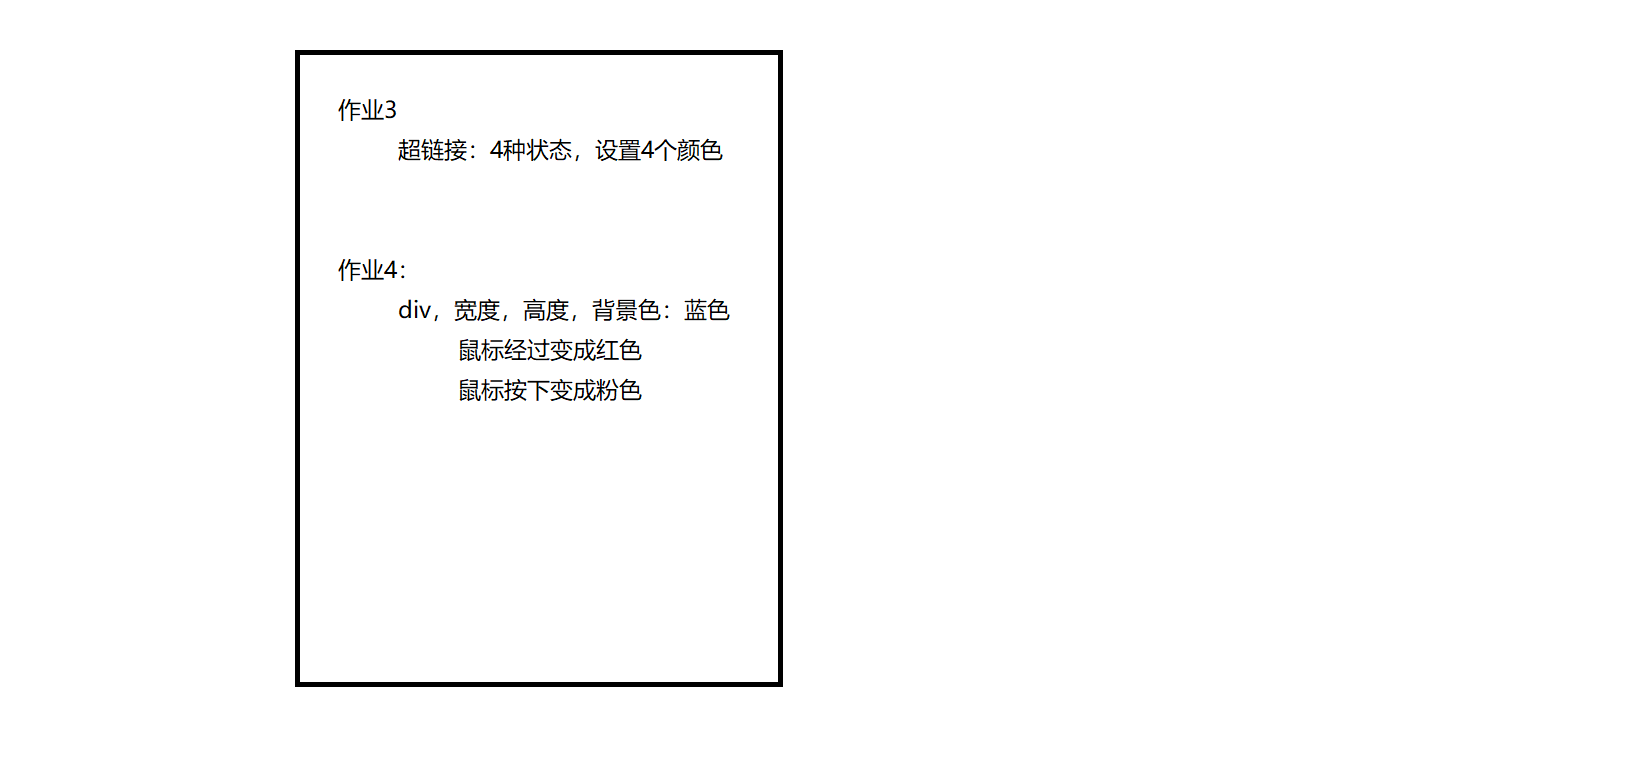 作业3
超链接：4种状态，设置4个颜色
作业4：
div，宽度，高度，背景色：蓝色
鼠标经过变成红色
鼠标按下变成粉色